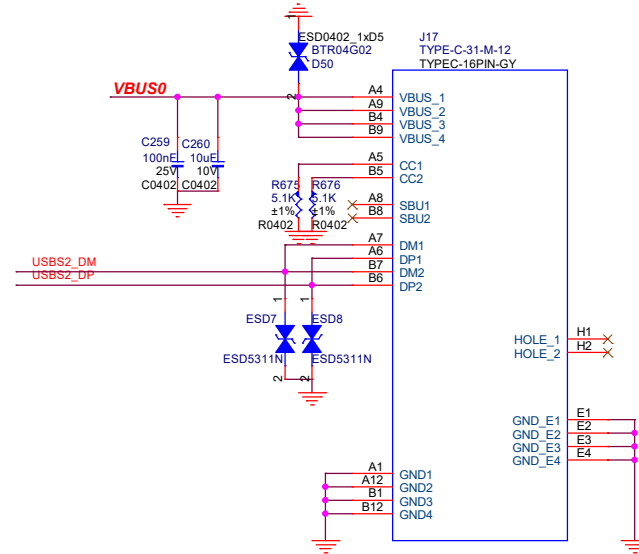 1
ESD0402_1xD5
BTR04G02
D50
2
J17
TYPE-C-31-M-12
TYPEC-16PIN-GY
VBUS0
A4
VBUS_1
A9
VBUS_2
B4
VBUS_3
B9
VBUS_4
C259
100nF
25V
C0402
C260
10uF
10V
C0402
A5
CC1
B5
CC2
R675
5.1K
±1%
R0402
R676
5.1K
±1%
R0402
A8
SBU1
B8
SBU2
A7
DM1
A6
DP1
B7
DM2
B6
DP2
USBS2_DM
USBS2_DP
1
1
ESD7
ESD8
ESD5311N
ESD5311N
2
2
HOLE_1
H1
HOLE_2
H2
GND_E1
E1
GND_E2
E2
GND_E3
E3
GND_E4
E4
A1
GND1
A12
GND2
B1
GND3
B12
GND4